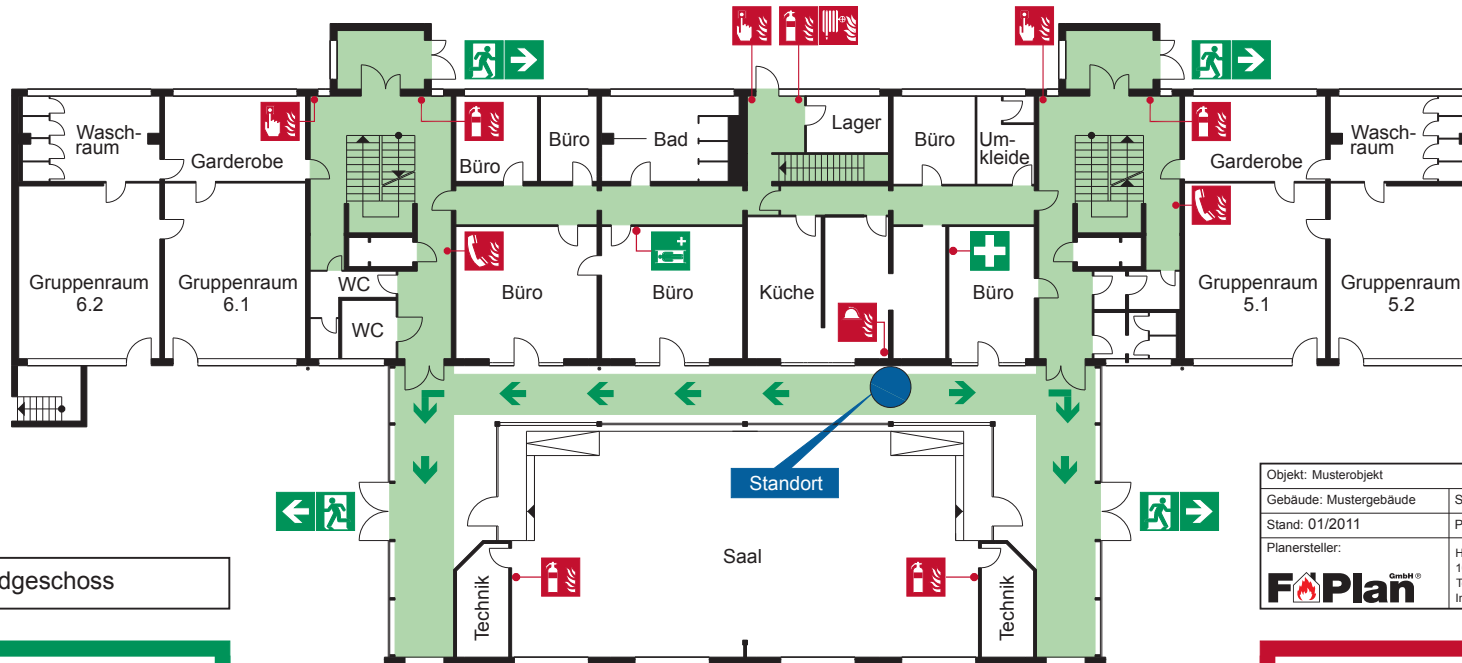 Wasch-
raum
Garderobe
Büro
Büro
Bad
Lager
Büro
Um-
kleide
Garderobe
Wasch-
raum
Gruppenraum
6.2
Gruppenraum
6.1
WC
WC
Büro
Büro
Küche
Büro
Gruppenraum
5.1
Gruppenraum
5.2
Standort
Saal
Technik
Technik
dgeschoss
Objekt: Musterobjekt
Gebäude: Mustergebäude
S
Stand: 01/2011
P
Planersteller:
FPlan GmbH ®
H
1
T
In